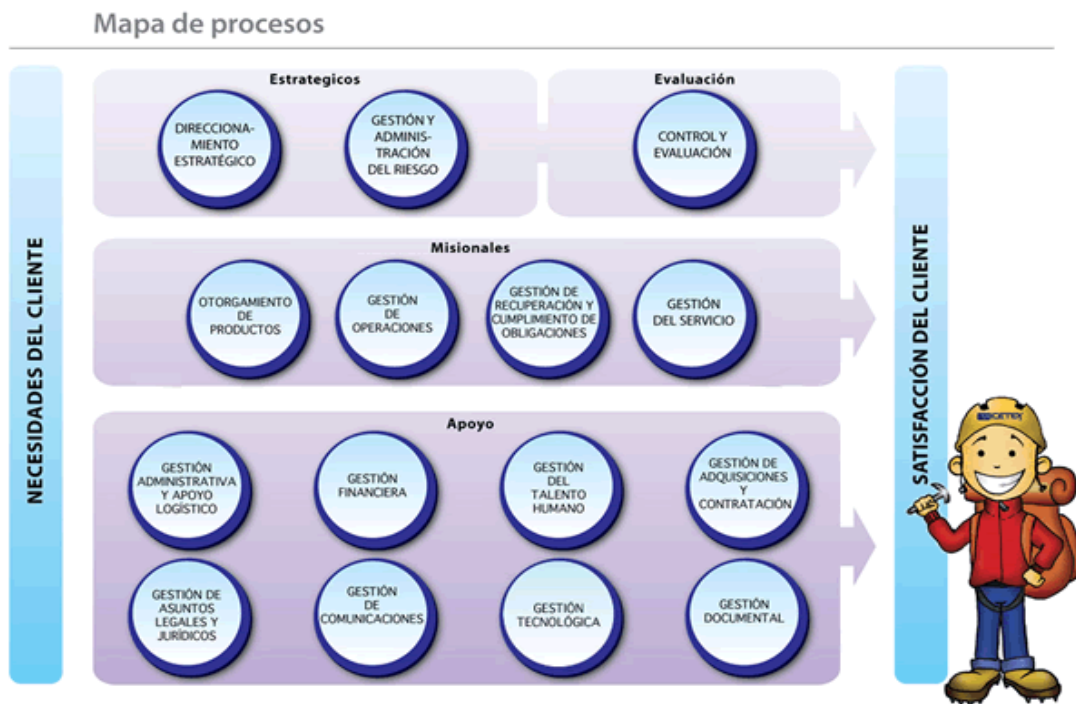 Mapa de procesos
NECESIDADES DEL CLIENTE
Estrategicos
DIRECCIONA-
MIENTO
ESTRATÉGICO
GESTIÓN Y
ADMINIS-
TRACIÓN
DEL RIESGO
Evaluación
CONTROL Y
EVALUACIÓN
Misionales
OTORGAMIENTO
DE
PRODUCTOS
GESTIÓN
DE
OPERACIONES
GESTIÓN DE
RECUPERACIÓN Y
CUMPLIMIENTO DE
OBLIGACIONES
GESTIÓN
DEL SERVICIO
Apoyo
GESTIÓN
ADMINISTRATIVA
Y APOYO
LOGÍSTICO
GESTIÓN
FINANCIERA
GESTIÓN
DEL
TALENTO
HUMANO
GESTIÓN DE
ADQUISICIONES
Y
CONTRATACIÓN
GESTIÓN DE
ASUNTOS
LEGALES Y
JURÍDICOS
GESTIÓN
DE
COMUNICACIONES
GESTIÓN
TECNOLÓGICA
GESTIÓN
DOCUMENTAL
SATISFACCIÓN DEL CLIENTE